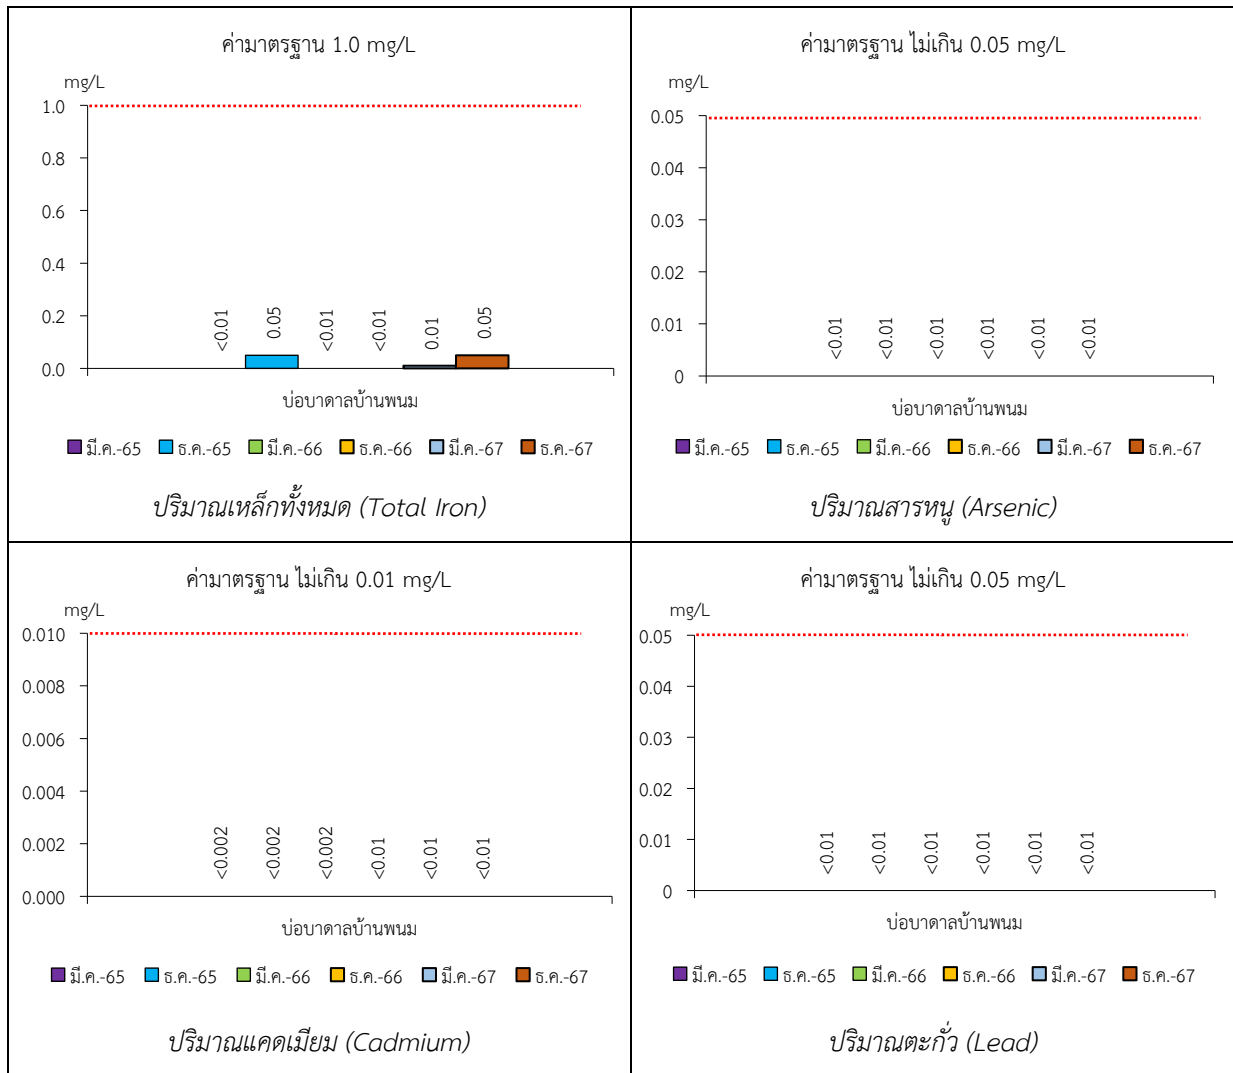 ค่ามาตรฐาน 1.0 mg/L
mg/L
1.0
0.8
0.6
0.4
0.2
0.0
<0.01
0.05
<0.01
<0.01
0.01
0.05
บ่อบาดาลบ้านพนม
มี.ค.-65 ธ.ค.-65 มี.ค.-66 ธ.ค.-66 มี.ค.-67 ธ.ค.-67
ปริมาณเหล็กทั้งหมด (Total Iron)
ค่ามาตรฐาน ไม่เกิน 0.05 mg/L
mg/L
0.05
0.04
0.03
0.02
0.01
0
<0.01
<0.01
<0.01
<0.01
<0.01
<0.01
บ่อบาดาลบ้านพนม
มี.ค.-65 ธ.ค.-65 มี.ค.-66 ธ.ค.-66 มี.ค.-67 ธ.ค.-67
ปริมาณสารหนู (Arsenic)
ค่ามาตรฐาน ไม่เกิน 0.01 mg/L
mg/L
0.010
0.008
0.006
0.004
0.002
0.000
<0.002
<0.002
<0.002
<0.01
<0.01
<0.01
บ่อบาดาลบ้านพนม
มี.ค.-65 ธ.ค.-65 มี.ค.-66 ธ.ค.-66 มี.ค.-67 ธ.ค.-67
ปริมาณแคดเมียม (Cadmium)
ค่ามาตรฐาน ไม่เกิน 0.05 mg/L
mg/L
0.05
0.04
0.03
0.02
0.01
0
<0.01
<0.01
<0.01
<0.01
<0.01
<0.01
บ่อบาดาลบ้านพนม
มี.ค.-65 ธ.ค.-65 มี.ค.-66 ธ.ค.-66 มี.ค.-67 ธ.ค.-67
ปริมาณตะกั่ว (Lead)